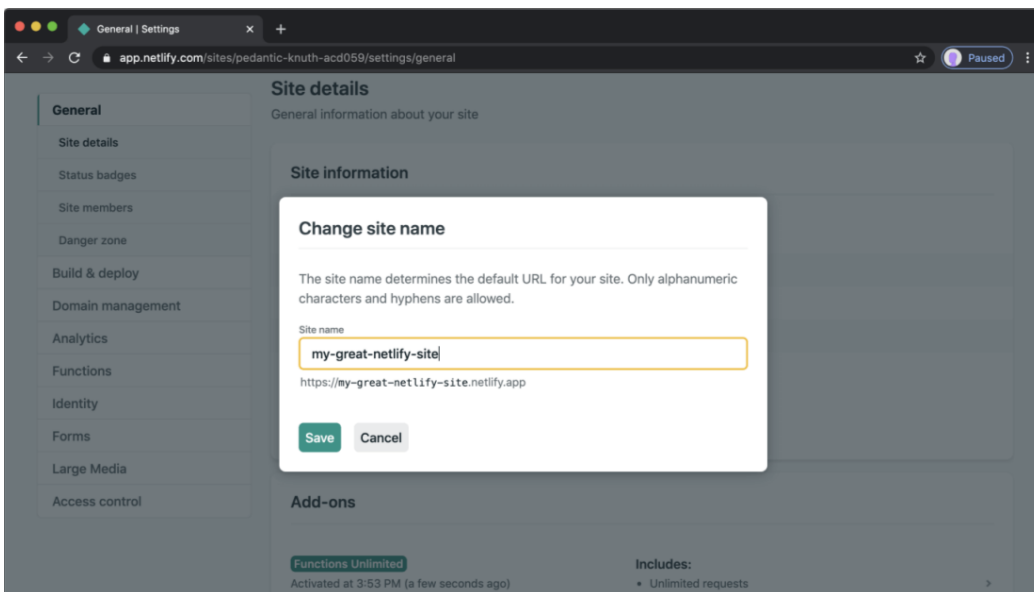 General | Settings
app.netlify.com/sites/pedantic-knuth-acd059/settings/general
Paused
General
Site details
Status badges
Site members
Danger zone
Build & deploy
Domain management
Analytics
Functions
Identity
Forms
Large Media
Access control
Site details
General information about your site
Site information
Change site name
The site name determines the default URL for your site. Only alphanumeric
characters and hyphens are allowed.
Site name
my-great-netlify-site
https://my-great-netlify-site.netlify.app
Save Cancel
Add-ons
Functions Unlimited
Activated at 3:53 PM (a few seconds ago)
Includes:
• Unlimited requests